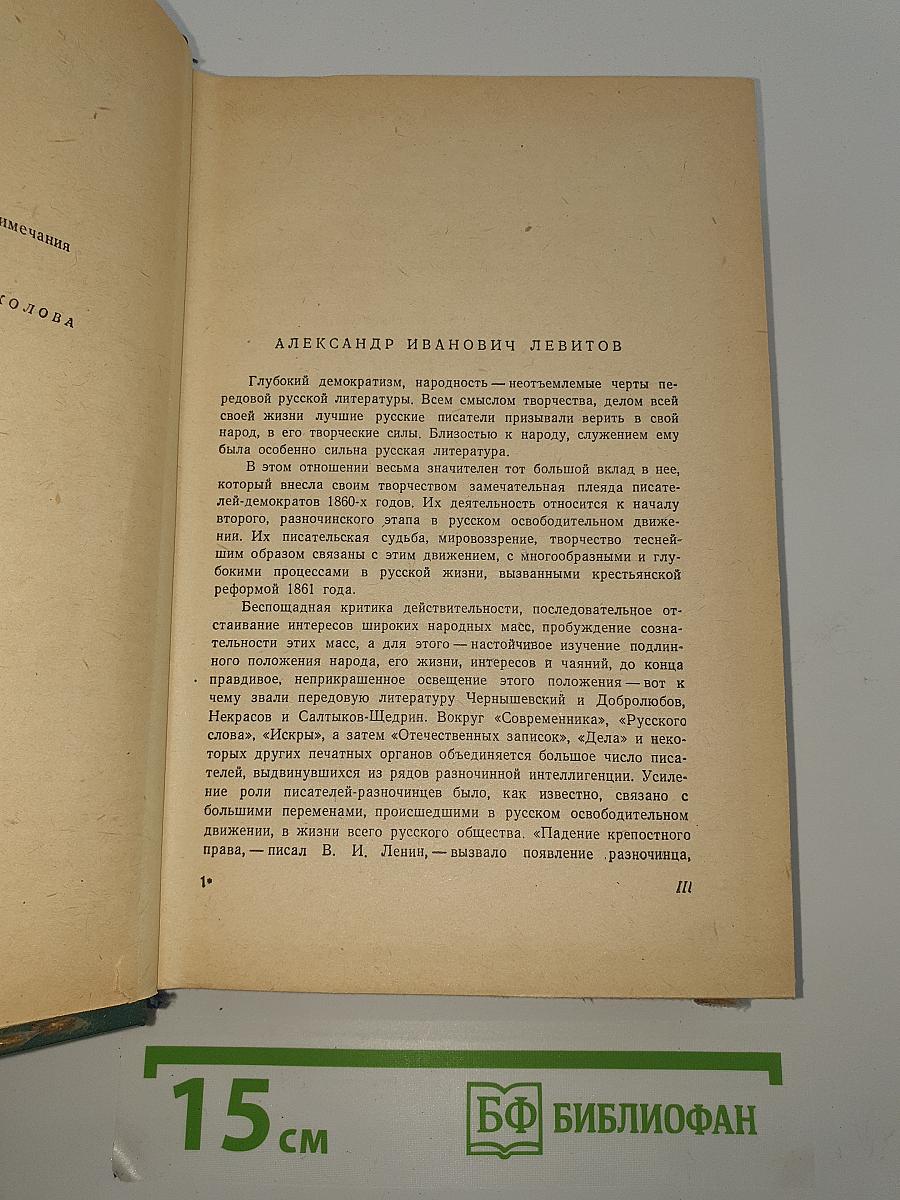 имечания
КОЛОВА
АЛЕКСАНДР ИВАНОВИЧ ЛЕВИТОВ
Глубокий демократизм, народность — неотъемлемые черты пе-
редовой русской литературы. Всем смыслом творчества, делом всей
своей жизни лучшие русские писатели призывали верить в свой
народ, в его творческие силы. Близостью к народу, служением ему
была особенно сильна русская литература.
В этом отношении весьма значителен тот большой вклад в нее,
который внесла своим творчеством замечательная плеяда писате-
лей-демократов 1860-х годов. Их деятельность относится к началу
второго, разночинского этапа в русском освободительном движе-
нии. Их писательская судьба, мировоззрение, творчество тесней-
шим образом связаны с этим движением, с многообразными и глу-
бокими процессами в русской жизни, вызванными крестьянской
реформой 1861 года.
Беспощадная критика действительности, последовательное от-
стаивание интересов широких народных масс, пробуждение созна-
тельности этих масс, а для этого — настойчивое изучение подлин-
ного положения народа, его жизни, интересов и чаяний, до конца
правдивое, неприкрашенное освещение этого положения — вот к
чему звали передовую литературу Чернышевский и Добролюбов,
Некрасов и Салтыков-Щедрин. Вокруг «Современника», «Русского
слова», «Искры», а затем «Отечественных записок», «Дела» и неко-
торых других печатных органов объединяется большое число писа-
телей, выдвинувшихся из рядов разночинной интеллигенции. Усиле-
ние роли писателей-разночинцев было, как известно, связано с
большими переменами, происшедшими в русском освободительном
движении, в жизни всего русского общества. «Падение крепостного
права, — писал В. И. Ленин, — вызвало появление разночинца,
1*
III
15 см
БФ БИБЛИОФАН